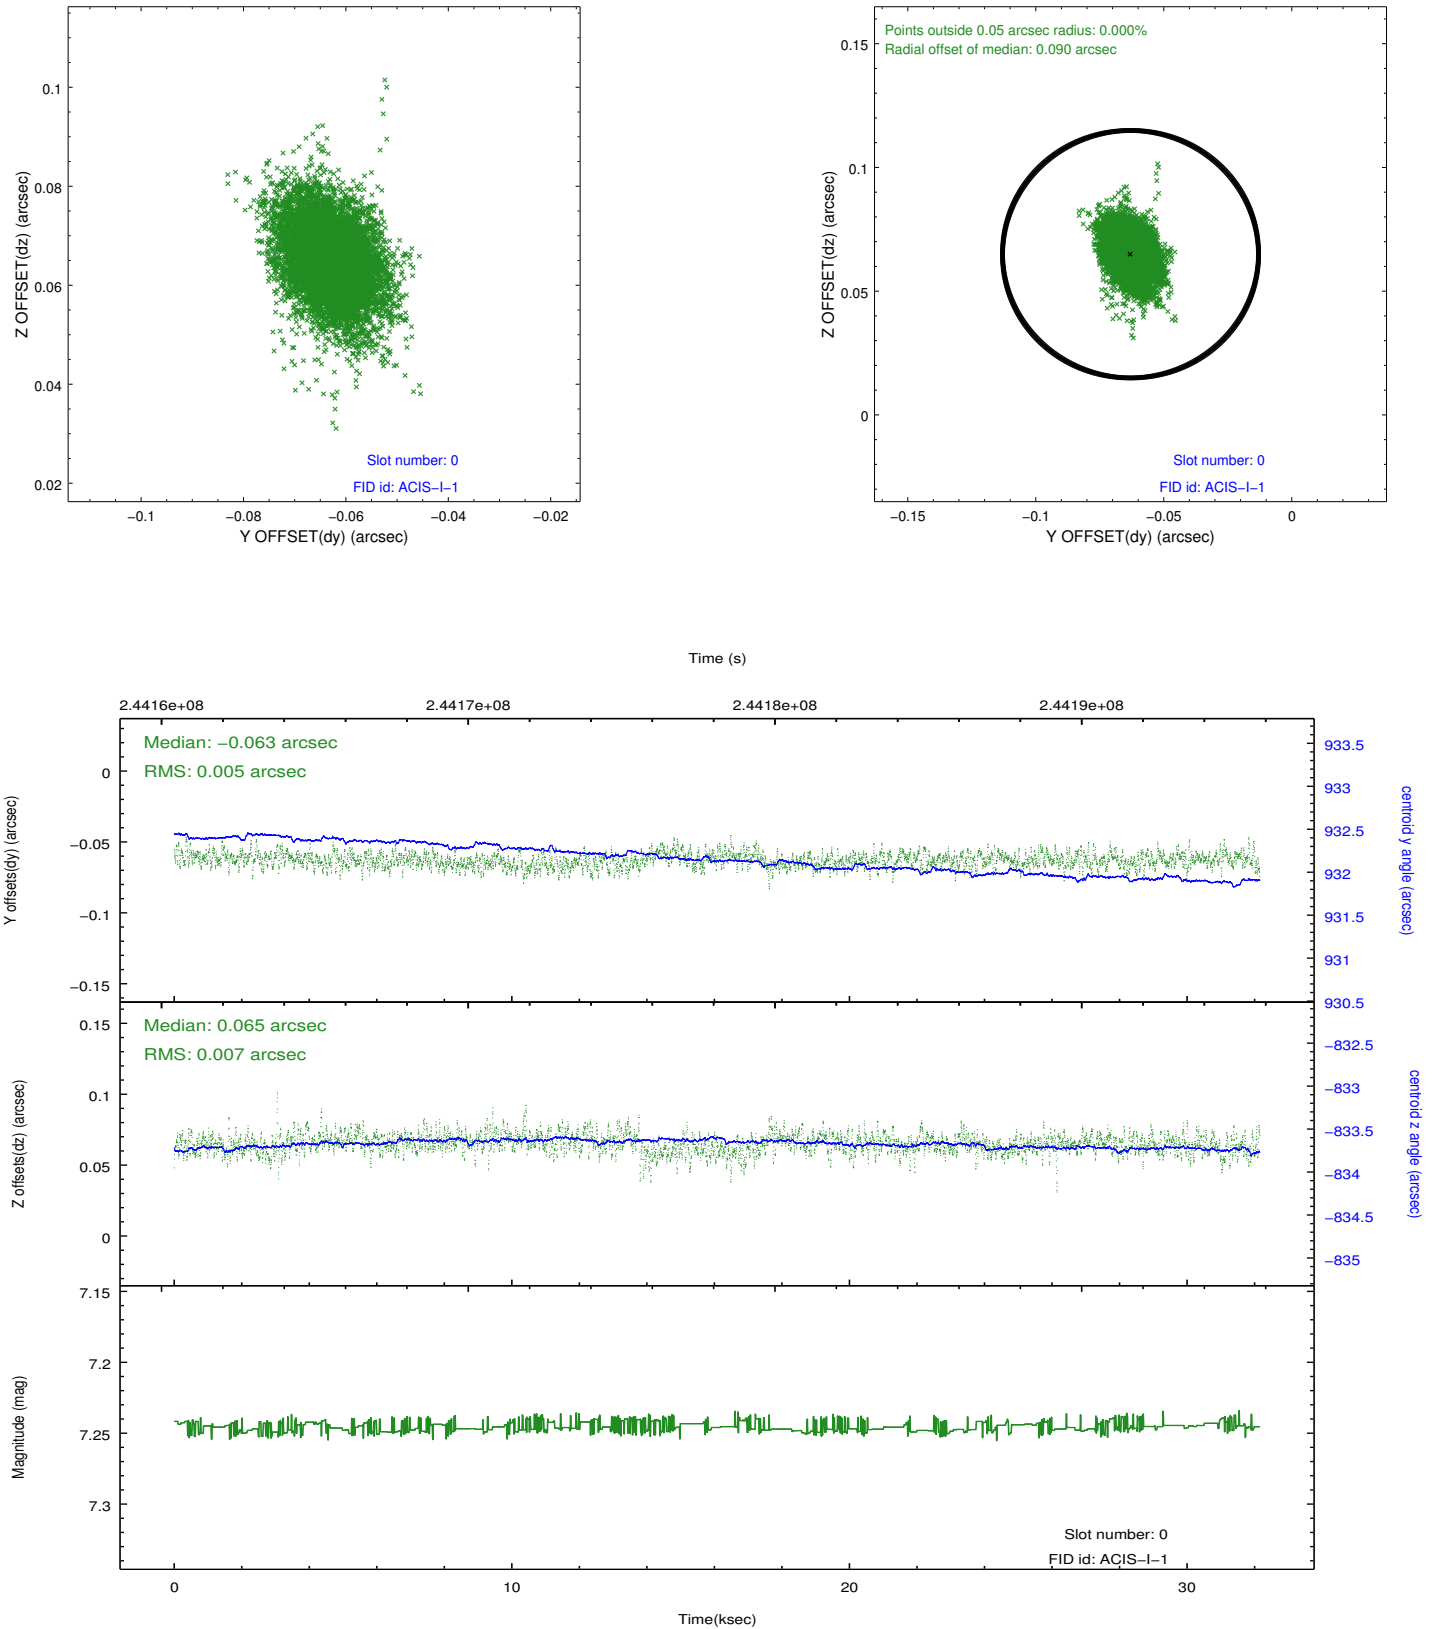 0.1
0.08
0.06
0.04
0.02
Z OFFSET(dz) (arcsec)
Slot number: 0
FID id: ACIS−I−1
−0.1
−0.08
−0.06
−0.04
−0.02
Y OFFSET(dy) (arcsec)
Points outside 0.05 arcsec radius: 0.000%
Radial offset of median: 0.090 arcsec
0.15
0.1
0.05
0
Z OFFSET(dz) (arcsec)
Slot number: 0
FID id: ACIS−I−1
−0.15
−0.1
−0.05
0
Y OFFSET(dy) (arcsec)
Time (s)
2.4416e+08
2.4417e+08
2.4418e+08
2.4419e+08
Median: −0.063 arcsec
RMS: 0.005 arcsec
0
−0.05
−0.1
−0.15
Y offsets(dy) (arcsec)
933.5
933
932.5
932
931.5
931
930.5
centroid y angle (arcsec)
Median: 0.065 arcsec
RMS: 0.007 arcsec
0.15
0.1
0.05
0
Z offsets(dz) (arcsec)
−832.5
−833
−833.5
−834
−834.5
−835
centroid z angle (arcsec)
7.15
7.2
7.25
7.3
Magnitude (mag)
Slot number: 0
FID id: ACIS−I−1
0
10
20
30
Time(ksec)